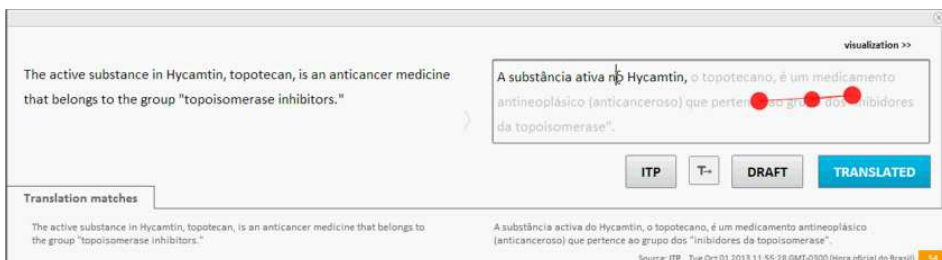 visualization >>
The active substance in Hycamtin, topotecan, is an anticancer medicine
that belongs to the group "topoisomerase inhibitors."
A substância ativa no Hycamtin, o topotecano, é um medicamento
antineoplásico (anticanceroso) que pertence ao grupo dos "inibidores
da topoisomerase".
ITP
T→
DRAFT
TRANSLATED
Translation matches
The active substance in Hycamtin, topotecan, is an anticancer medicine that belongs to
the group "topoisomerase inhibitors."
A substância activa do Hycamtin, o topotecano, é um medicamento antineoplásico
(anticanceroso) que pertence ao grupo dos "inibidores da topoisomerase".
Source: ITP Tue Oct 01 2013 11:55:28 GMT-0300 (Hora oficial do Brasil) 54